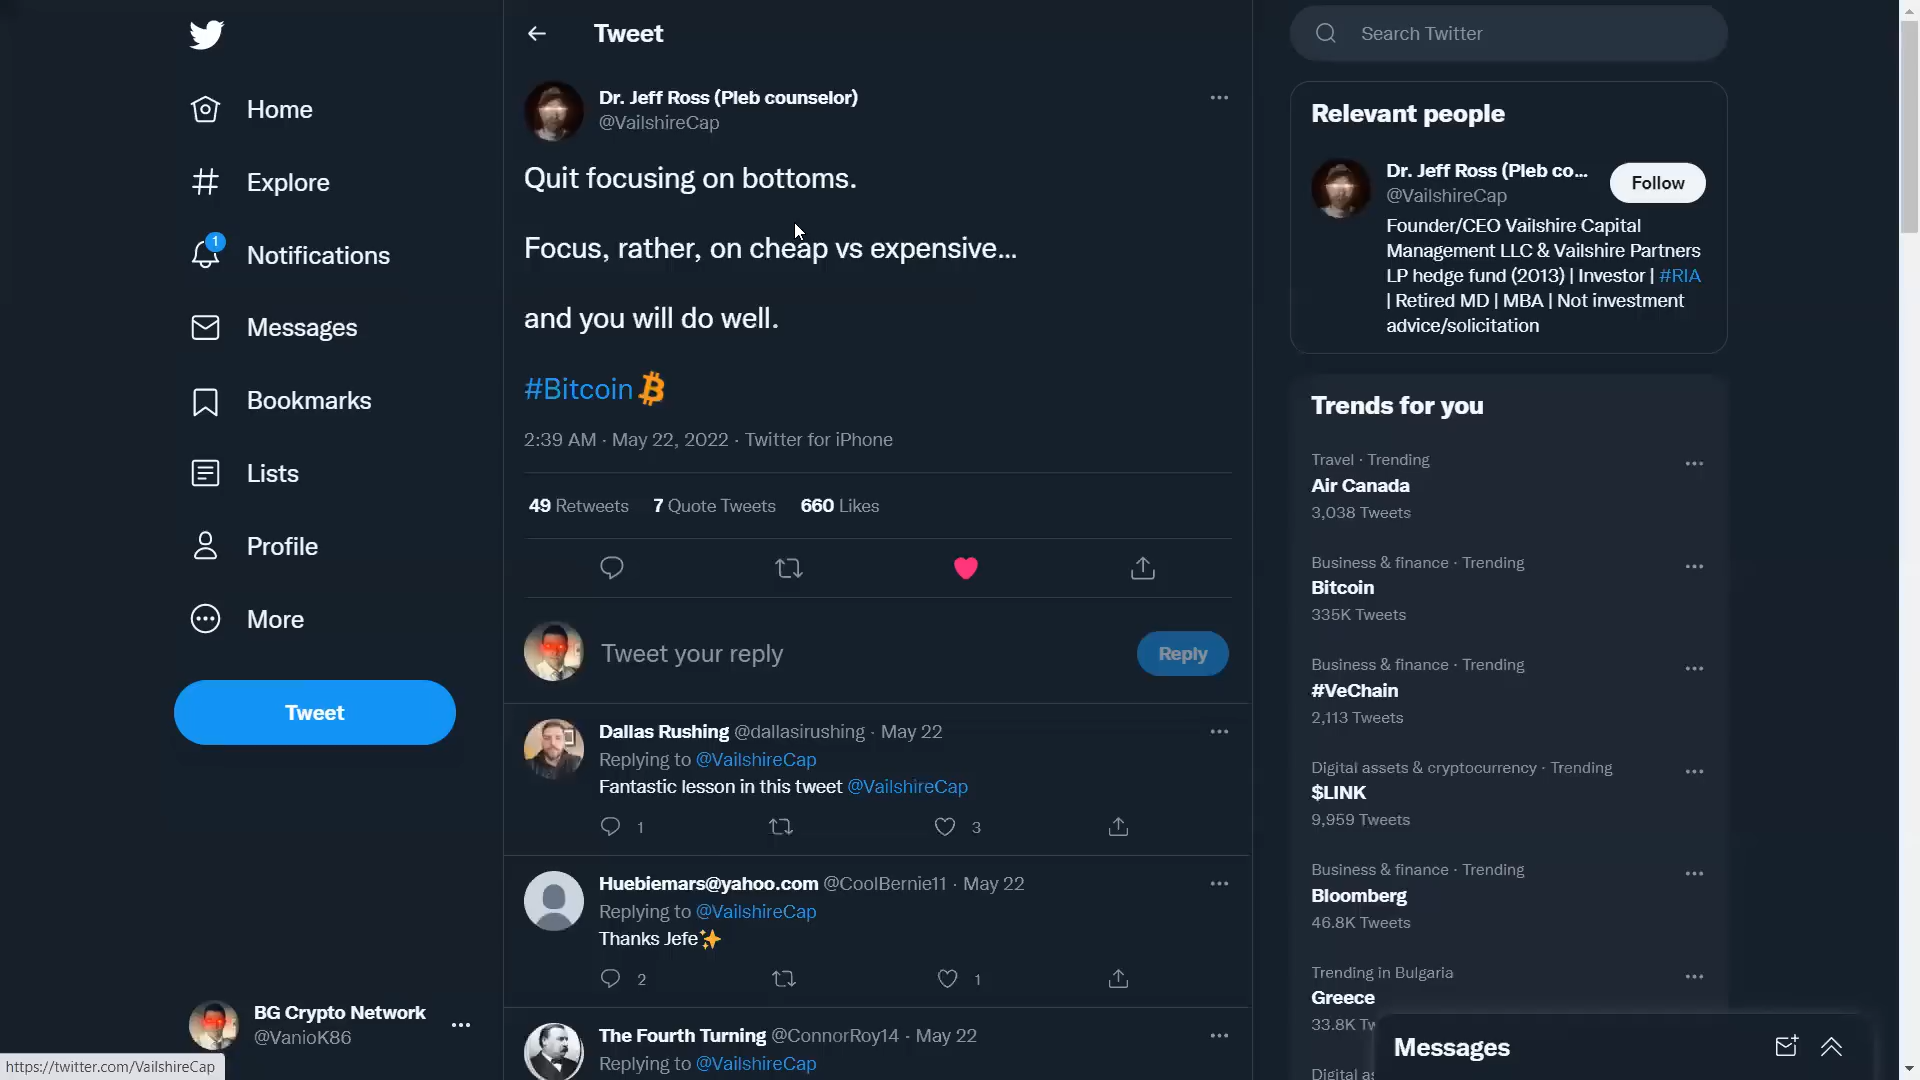 Home
Explore
1
Notifications
Messages
Bookmarks
Lists
Profile
More
Tweet
BG Crypto Network
@VanioK86
https://twitter.com/VailshireCap
Tweet
Dr. Jeff Ross (Pleb counselor)
@VailshireCap
Quit focusing on bottoms.
Focus, rather, on cheap vs expensive...
and you will do well.
#Bitcoin
2:39 AM · May 22, 2022 · Twitter for iPhone
49 Retweets 7 Quote Tweets 660 Likes
Tweet your reply
Reply
Dallas Rushing @dallasirushing · May 22
Replying to @VailshireCap
Fantastic lesson in this tweet @VailshireCap
1 3
Huebiemars@yahoo.com @CoolBernie11 · May 22
Replying to @VailshireCap
Thanks Jefe✨
2 1
The Fourth Turning @ConnorRoy14 · May 22
Replying to @VailshireCap
Search Twitter
Relevant people
Dr. Jeff Ross (Pleb co...
@VailshireCap
Follow
Founder/CEO Vailshire Capital
Management LLC & Vailshire Partners
LP hedge fund (2013) | Investor | #RIA
| Retired MD | MBA | Not investment
advice/solicitation
Trends for you
Travel · Trending
Air Canada
3,038 Tweets
Business & finance · Trending
Bitcoin
335K Tweets
Business & finance · Trending
#VeChain
2,113 Tweets
Digital assets & cryptocurrency · Trending
$LINK
9,959 Tweets
Business & finance · Trending
Bloomberg
46.8K Tweets
Trending in Bulgaria
Greece
33.8K
Digital
Messages